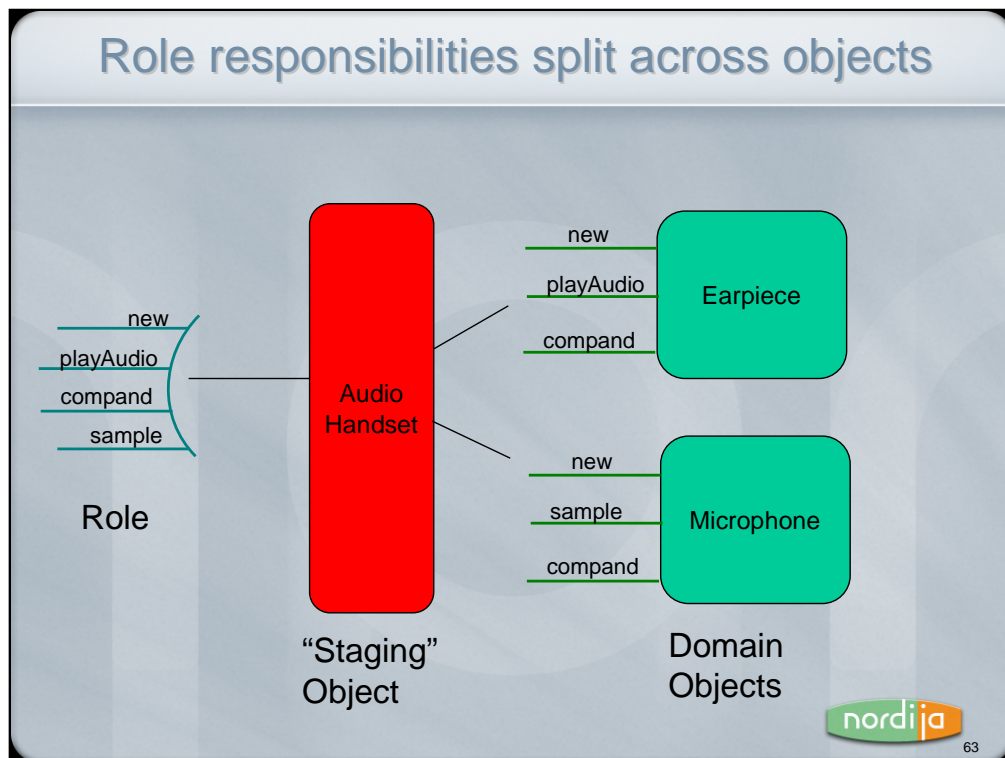 Role responsibilities split across objects
new
playAudio
compand
sample
Role
Audio
Handset
“Staging”
Object
new
playAudio
compand
Earpiece
new
sample
compand
Microphone
Domain
Objects
nordija
63